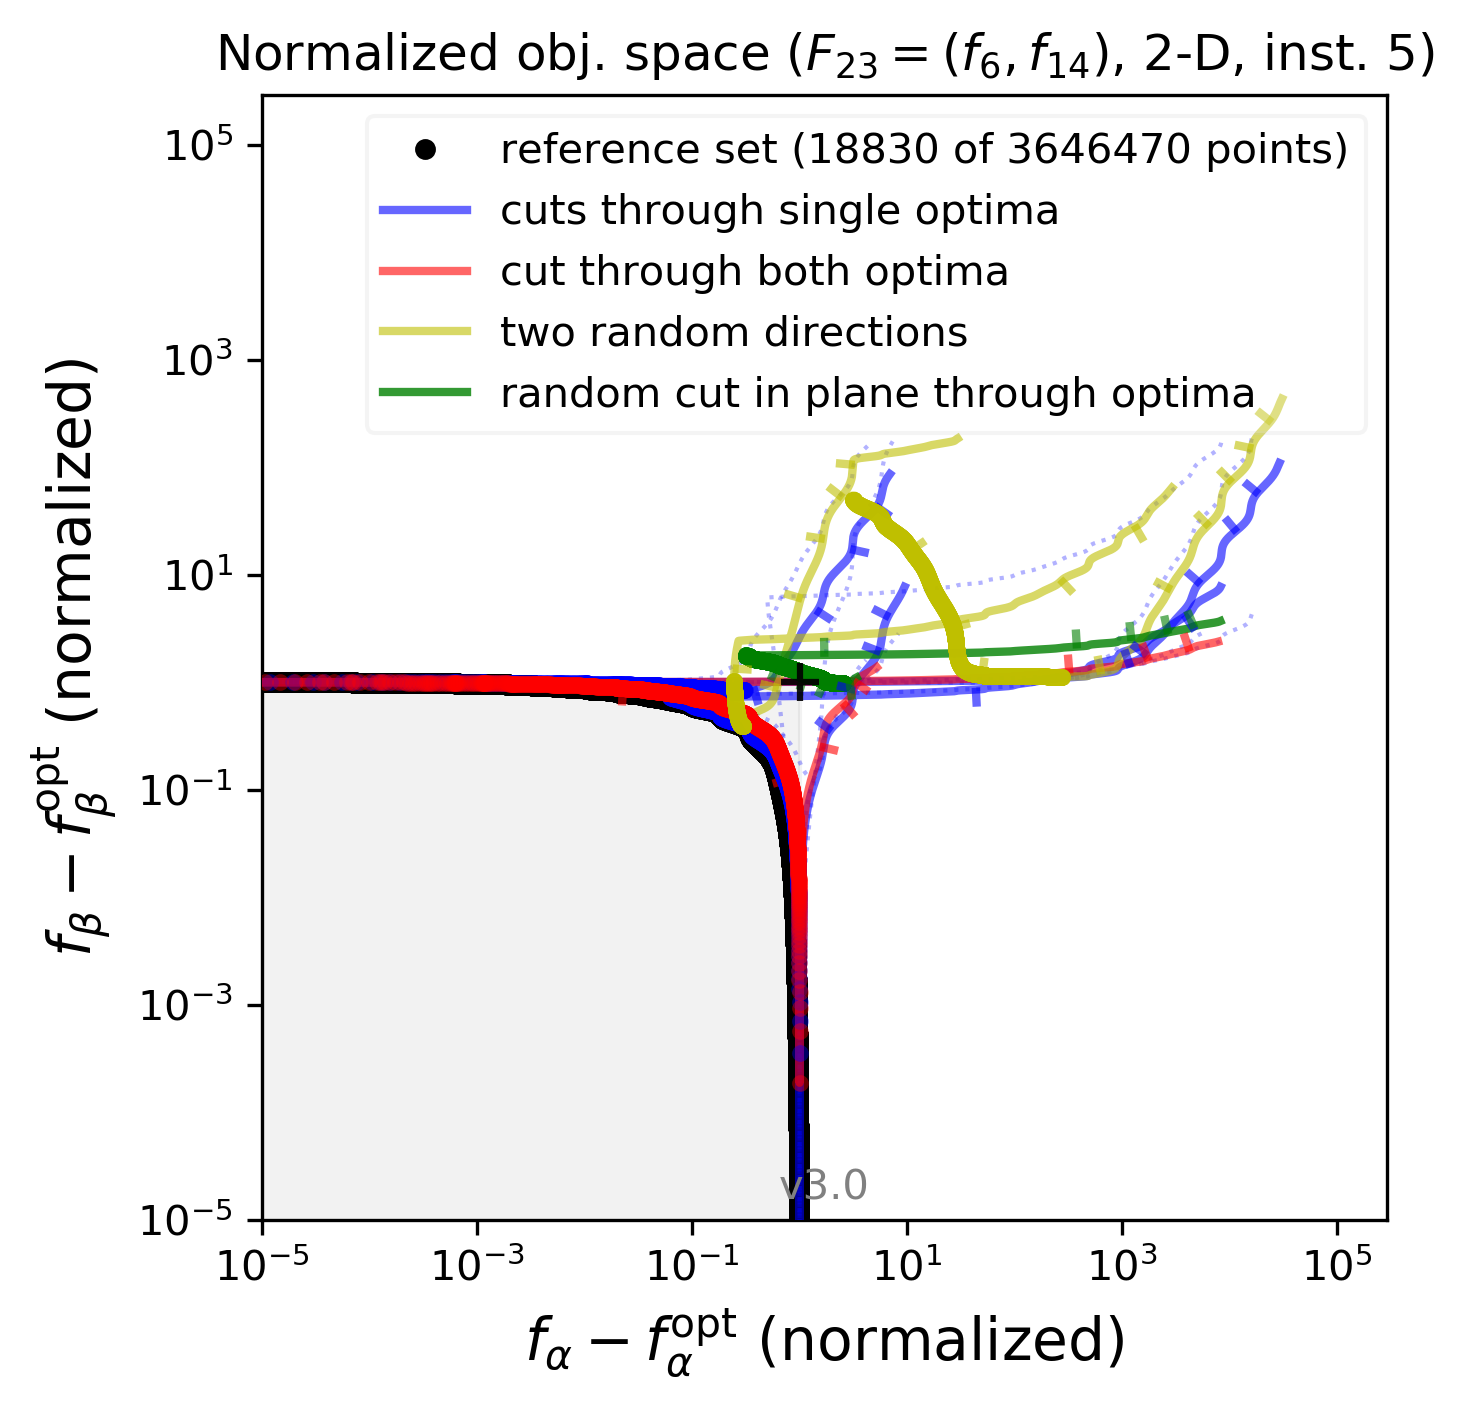 Normalized obj. space (F₂₃ = (f₆, f₁₄), 2-D, inst. 5)
reference set (18830 of 3646470 points)
cuts through single optima
cut through both optima
two random directions
random cut in plane through optima
10⁵
10³
10¹
10⁻¹
10⁻³
10⁻⁵
f_β − f_β^opt (normalized)
v3.0
10⁻⁵ 10⁻³ 10⁻¹ 10¹ 10³ 10⁵
f_α − f_α^opt (normalized)